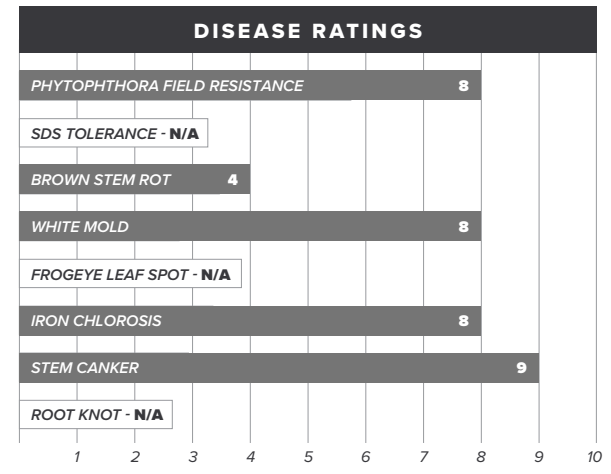 DISEASE RATINGS
PHYTOPHTHORA FIELD RESISTANCE 8
SDS TOLERANCE - N/A
BROWN STEM ROT 4
WHITE MOLD 8
FROGEYE LEAF SPOT - N/A
IRON CHLOROSIS 8
STEM CANKER 9
ROOT KNOT - N/A
1 2 3 4 5 6 7 8 9 10